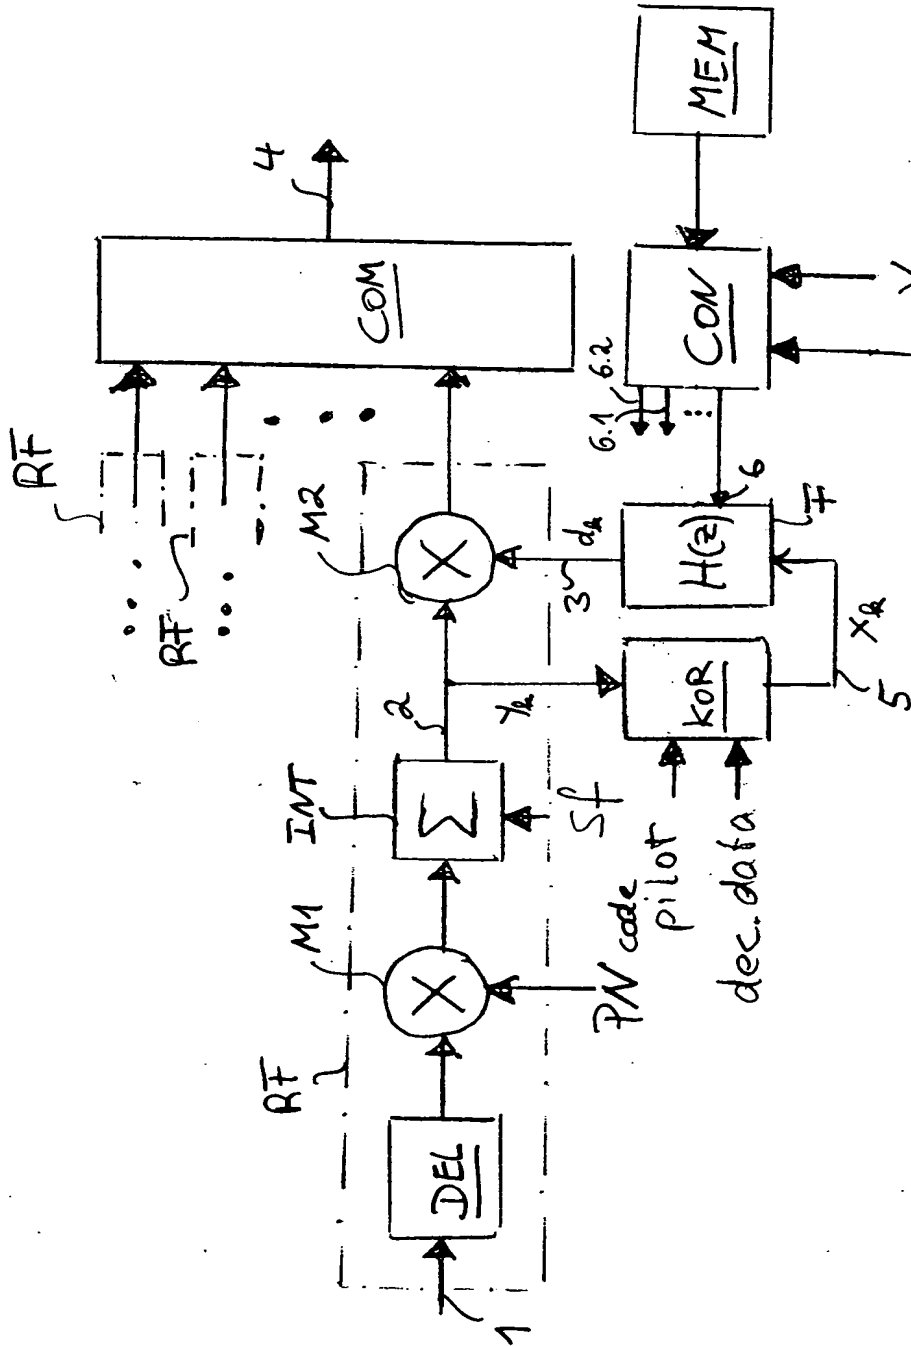 RF
RF
4
COM
MEM
M2
RF
INT
M1
DEL
1
2
Σ
X
X
Sf
PN code
pilot
dec. data
yk
KOR
3
dk
H(z)
F
6
5
xk
6.1
6.2
CON